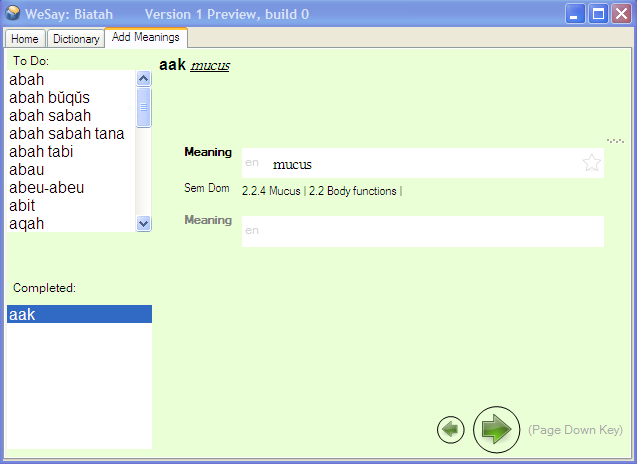 WeSay: Biatah Version 1 Preview, build 0
Home Dictionary Add Meanings
To Do:
abah
abah bŭqŭs
abah sabah
abah sabah tana
abah tabi
abau
abeu-abeu
abit
aqah
Completed:
aak
aak mucus
Meaning en mucus
Sem Dom 2.2.4 Mucus | 2.2 Body functions |
Meaning en
(Page Down Key)